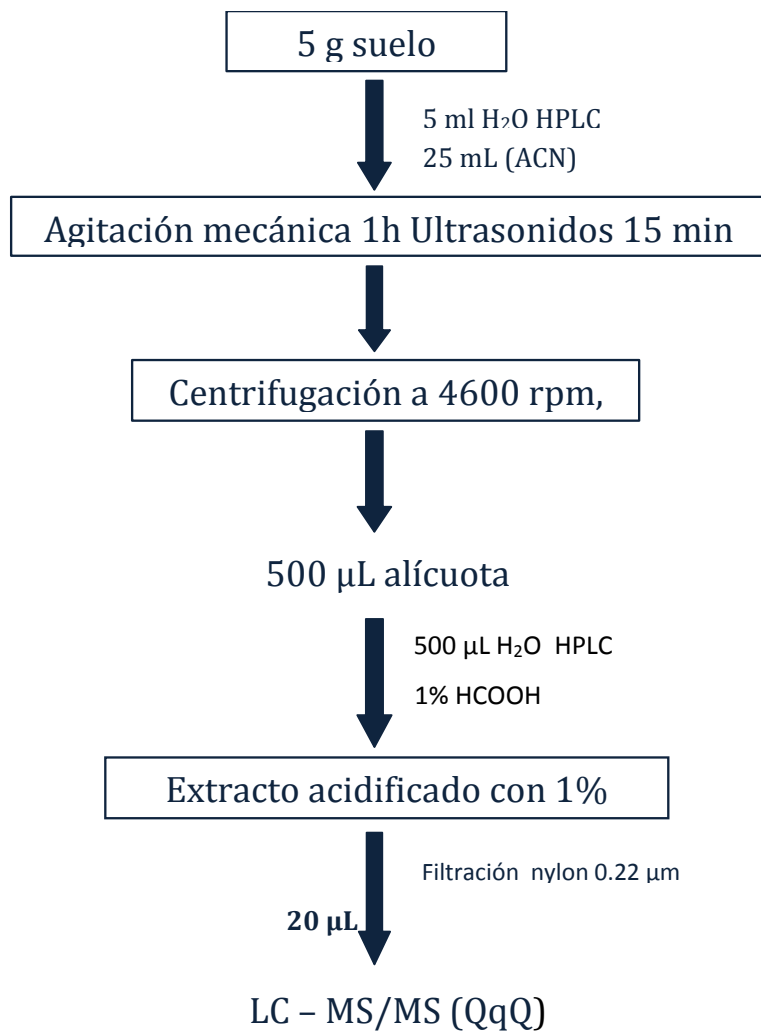 5 g suelo
5 ml H₂O HPLC
25 mL (ACN)
Agitación mecánica 1h Ultrasonidos 15 min
Centrifugación a 4600 rpm,
500 µL alícuota
500 µL H₂O HPLC
1% HCOOH
Extracto acidificado con 1%
Filtración nylon 0.22 µm
20 µL
LC – MS/MS (QqQ)